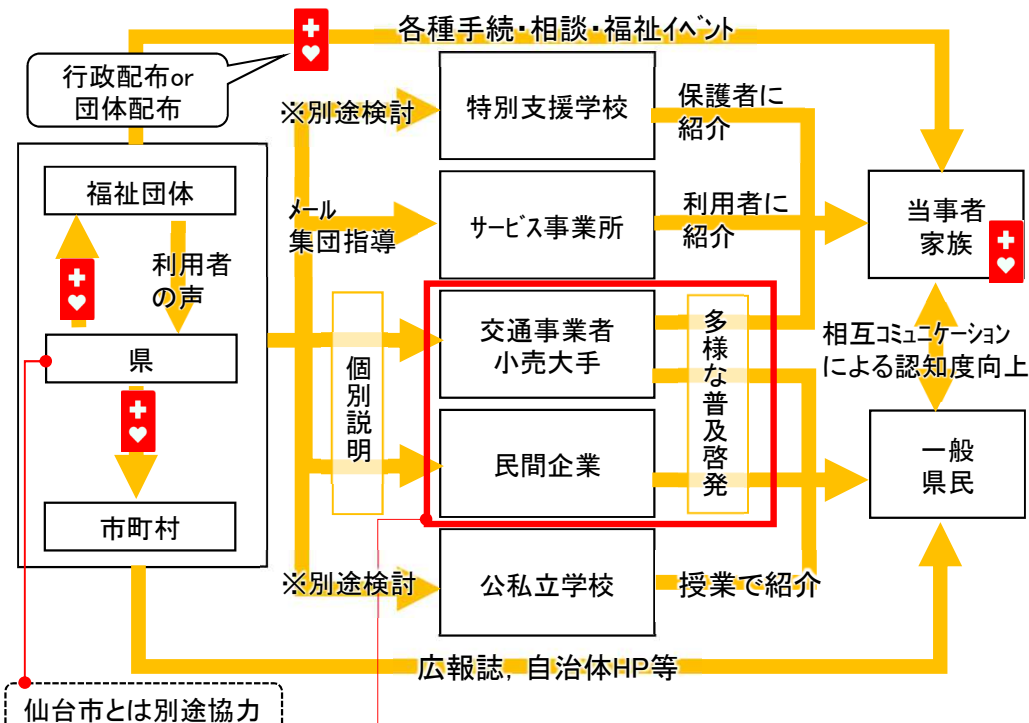 各種手続・相談・福祉ｲﾍﾞﾝﾄ
行政配布or
団体配布
※別途検討
特別支援学校
保護者に
紹介
福祉団体
ﾒｰﾙ
集団指導
ｻｰﾋﾞｽ事業所
利用者に
紹介
当事者
家族
利用者
の声
県
個別説明
交通事業者
小売大手
多様な普及啓発
相互ｺﾐｭﾆｹｰｼｮﾝ
による認知度向上
民間企業
一般
県民
市町村
※別途検討
公私立学校
授業で紹介
広報誌，自治体HP等
仙台市とは別途協力